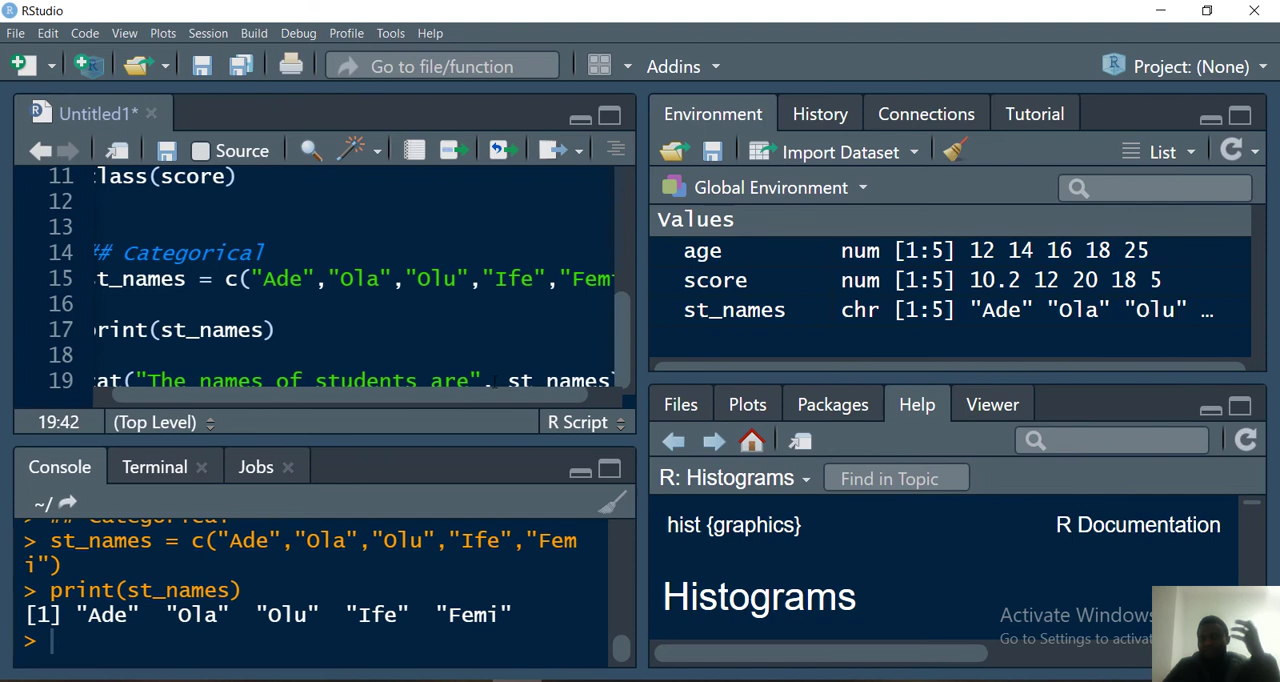 RStudio
File Edit Code View Plots Session Build Debug Profile Tools Help
Go to file/function Addins Project: (None)
Untitled1*
Source
11 class(score)
12
13
14 ## Categorical
15 st_names = c("Ade","Ola","Olu","Ife","Femi
16
17 print(st_names)
18
19 cat("The names of students are", st_names)
19:42 (Top Level) R Script
Console Terminal Jobs
~/
> ## Categorical
> st_names = c("Ade","Ola","Olu","Ife","Fem
i")
> print(st_names)
[1] "Ade" "Ola" "Olu" "Ife" "Femi"
>
Environment History Connections Tutorial
Import Dataset List
Global Environment
Values
age num [1:5] 12 14 16 18 25
score num [1:5] 10.2 12 20 18 5
st_names chr [1:5] "Ade" "Ola" "Olu" ...
Files Plots Packages Help Viewer
R: Histograms Find in Topic
hist {graphics} R Documentation
Histograms
Activate Windows
Go to Settings to activat